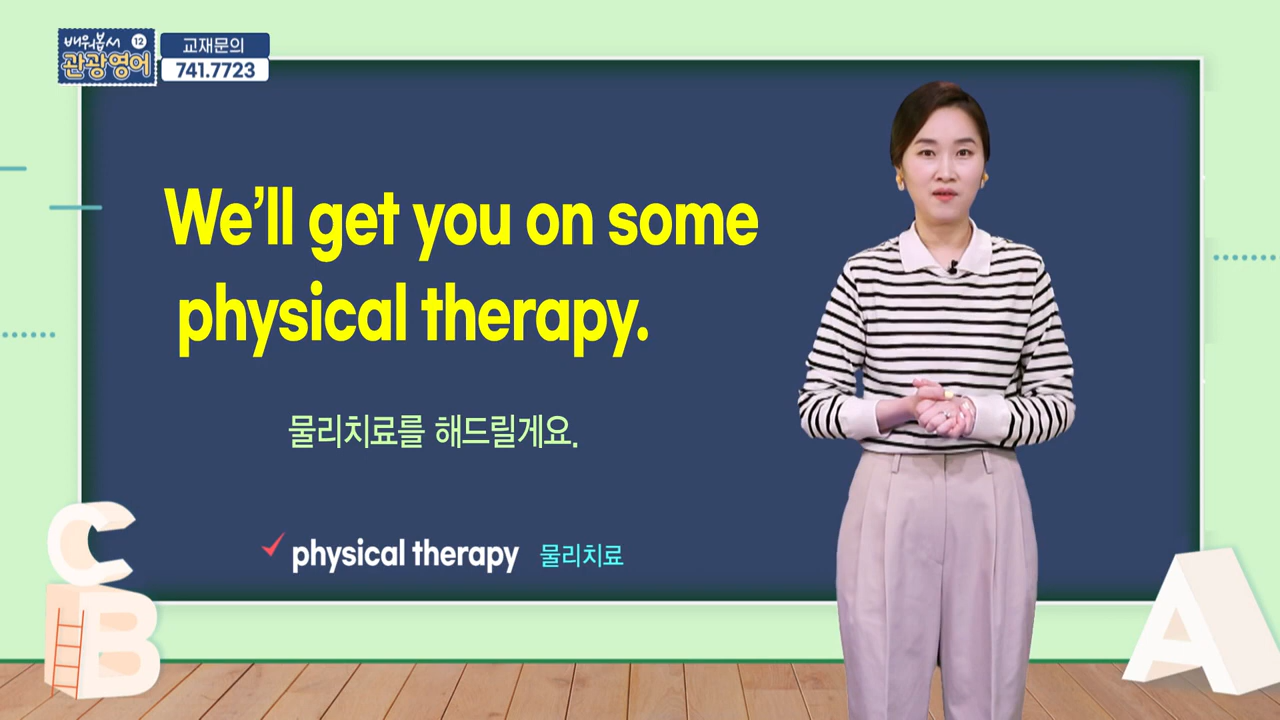 배워봅서 12
관광영어
교재문의
741.7723
We'll get you on some
physical therapy.
물리치료를 해드릴게요.
physical therapy 물리치료
C
B
A